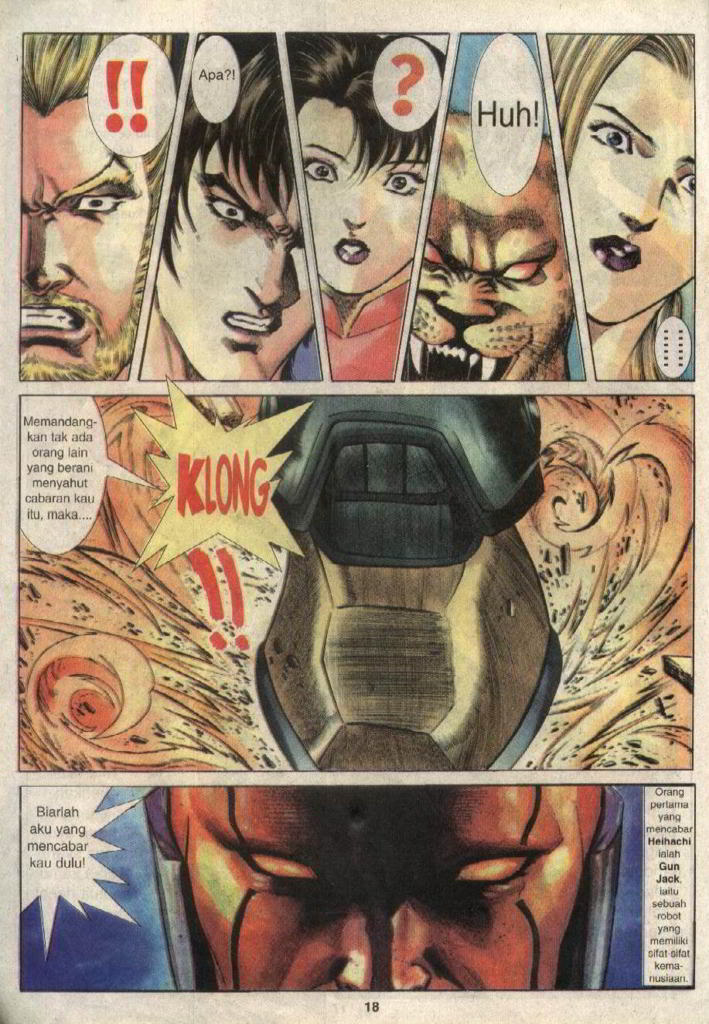 !!
Apa?!
?
Huh!
Memandang-
kan tak ada
orang lain
yang berani
menyahut
cabaran kau
itu, maka....
KLONG
!!
Biarlah
aku yang
mencabar
kau dulu!
Orang
pertama
yang
mencabar
Heihachi
ialah
Gun
Jack,
iaitu
sebuah
robot
yang
memiliki
sifat-sifat
kema-
nusiaan.
18